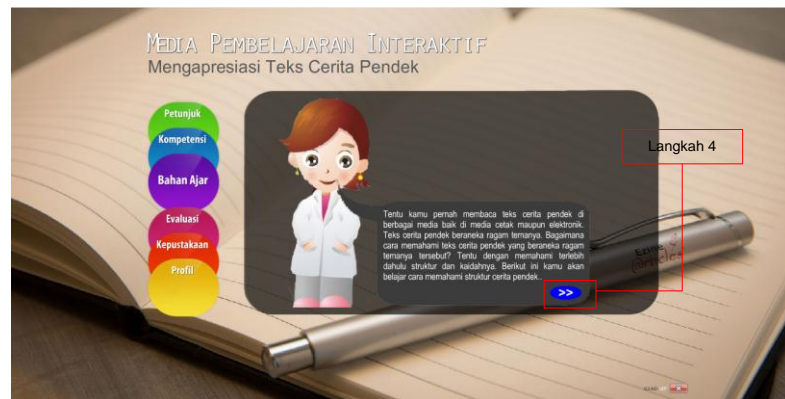 MEDIA PEMBELAJARAN INTERAKTIF
Mengapresiasi Teks Cerita Pendek
Petunjuk
Kompetensi
Bahan Ajar
Evaluasi
Kepustakaan
Profil
Langkah 4
Tentu kamu pernah membaca teks cerita pendek di
berbagai media baik di media cetak maupun elektronik.
Teks cerita pendek beraneka ragam temanya. Bagaimana
cara memahami teks cerita pendek yang beraneka ragam
temanya tersebut? Tentu dengan memahami terlebih
dahulu struktur dan kaidahnya. Berikut ini kamu akan
belajar cara memahami struktur cerita pendek..
>>
Ezine
@rticles